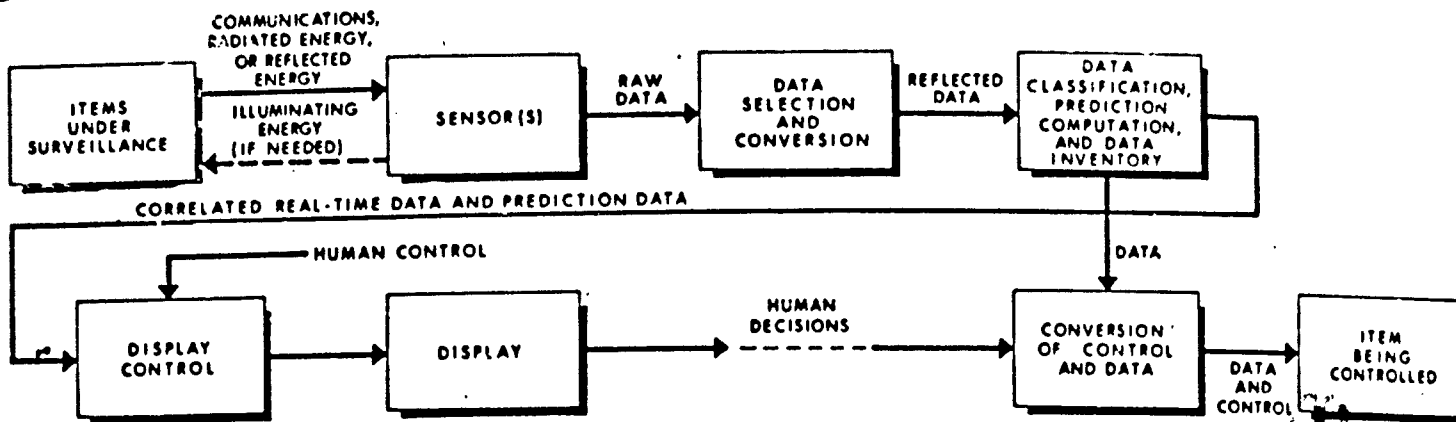 COMMUNICATIONS,
RADIATED ENERGY,
OR REFLECTED
ENERGY
ITEMS
UNDER
SURVEILLANCE
ILLUMINATING
ENERGY
(IF NEEDED)
SENSOR(S)
RAW
DATA
DATA
SELECTION
AND
CONVERSION
REFLECTED
DATA
DATA
CLASSIFICATION,
PREDICTION
COMPUTATION,
AND DATA
INVENTORY
CORRELATED REAL-TIME DATA AND PREDICTION DATA
HUMAN CONTROL
DATA
DISPLAY
CONTROL
DISPLAY
HUMAN
DECISIONS
CONVERSION
OF CONTROL
AND DATA
DATA
AND
CONTROL
ITEM
BEING
CONTROLLED